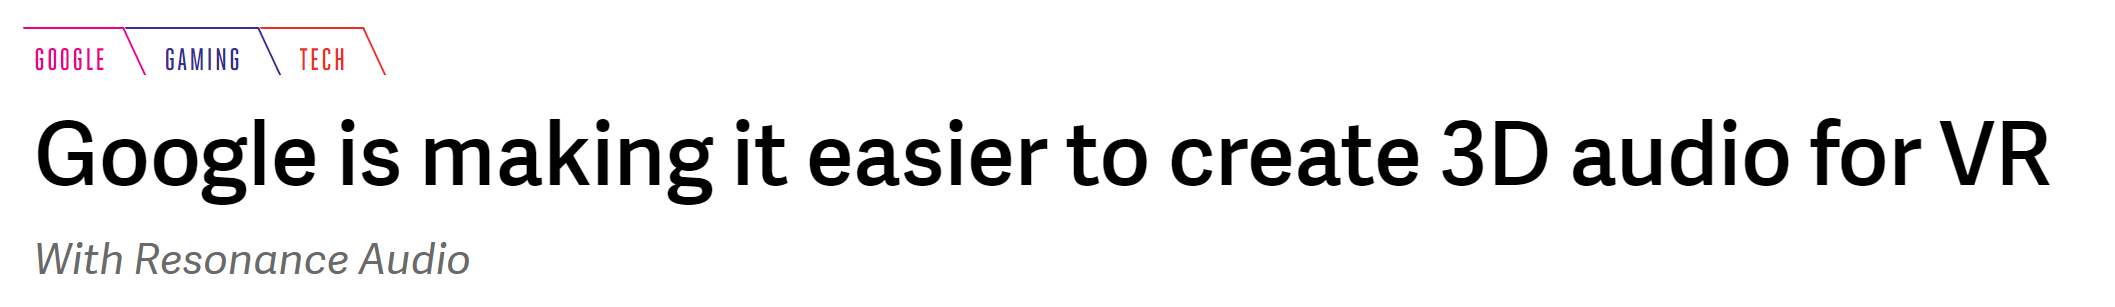 GOOGLE GAMING TECH
Google is making it easier to create 3D audio for VR
With Resonance Audio